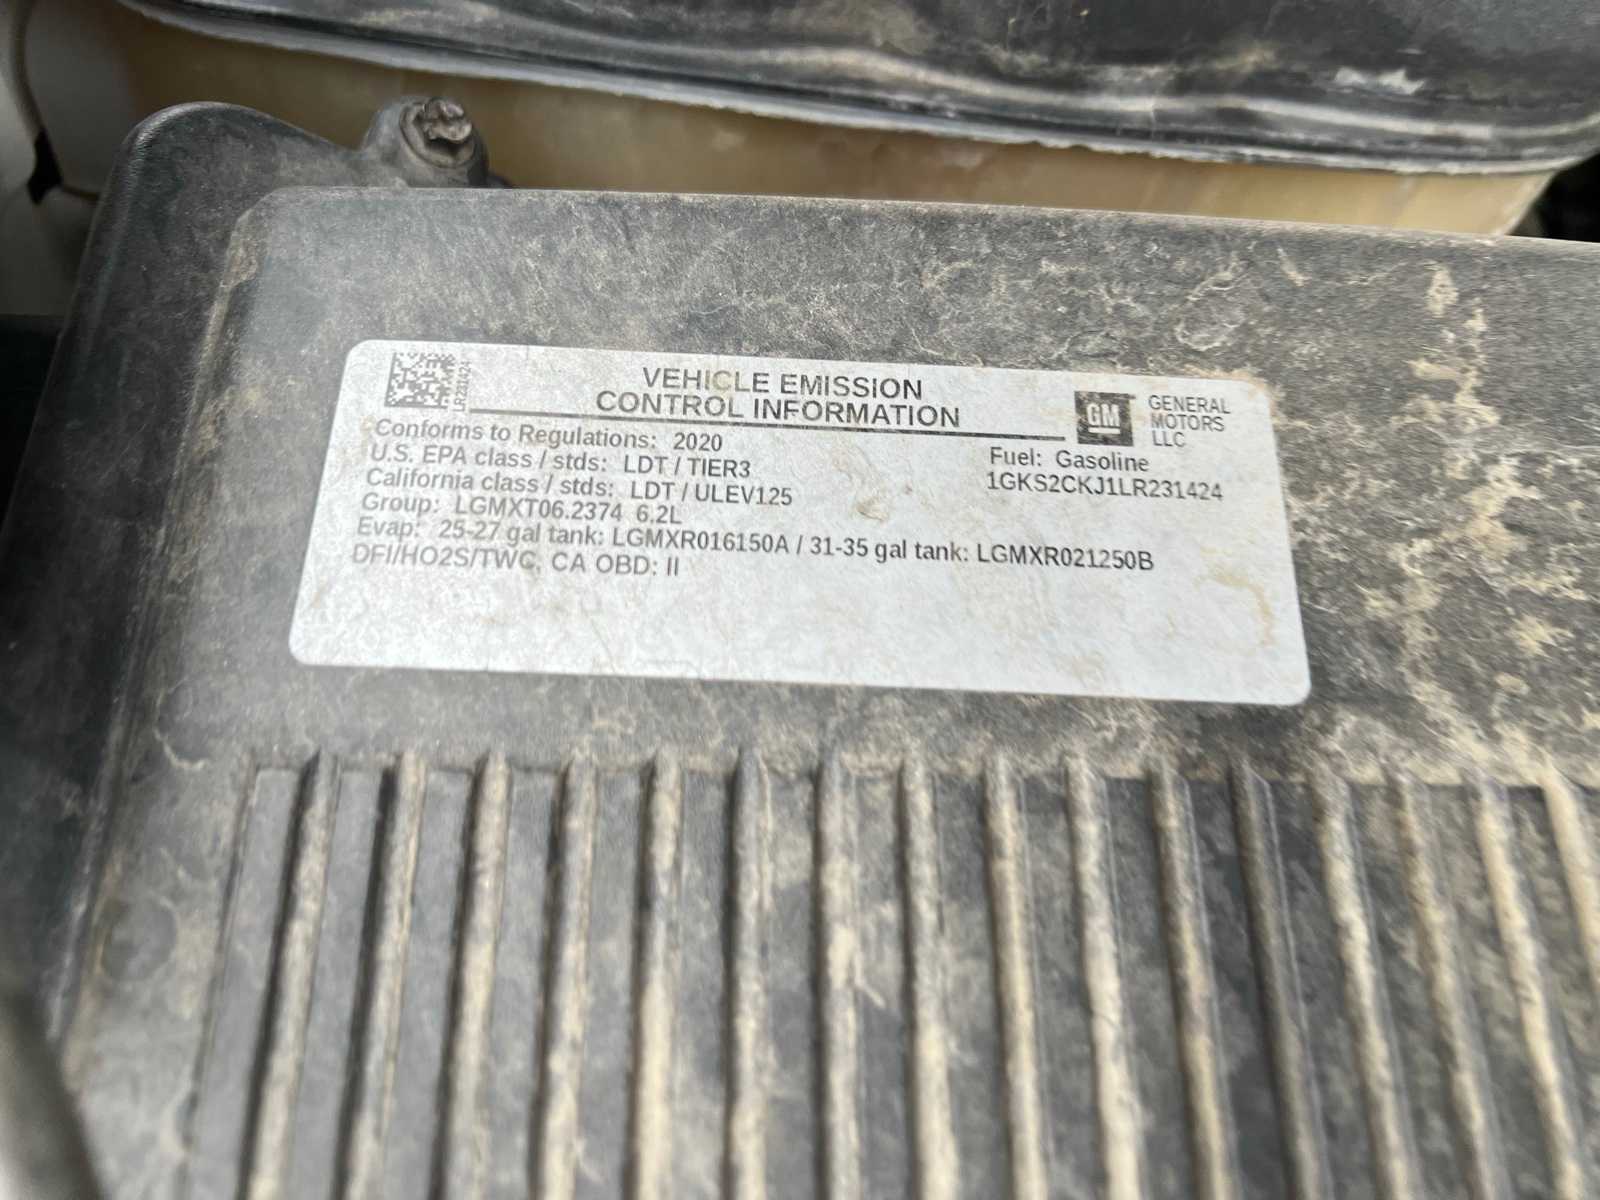 LR231424
VEHICLE EMISSION
CONTROL INFORMATION
GM
GENERAL
MOTORS
LLC
Conforms to Regulations: 2020
U.S. EPA class / stds: LDT / TIER3
California class / stds: LDT / ULEV125
Group: LGMXT06.2374 6.2L
Evap: 25-27 gal tank: LGMXR016150A / 31-35 gal tank: LGMXR021250B
DFI/HO2S/TWC, CA OBD: II
Fuel: Gasoline
1GKS2CKJ1LR231424